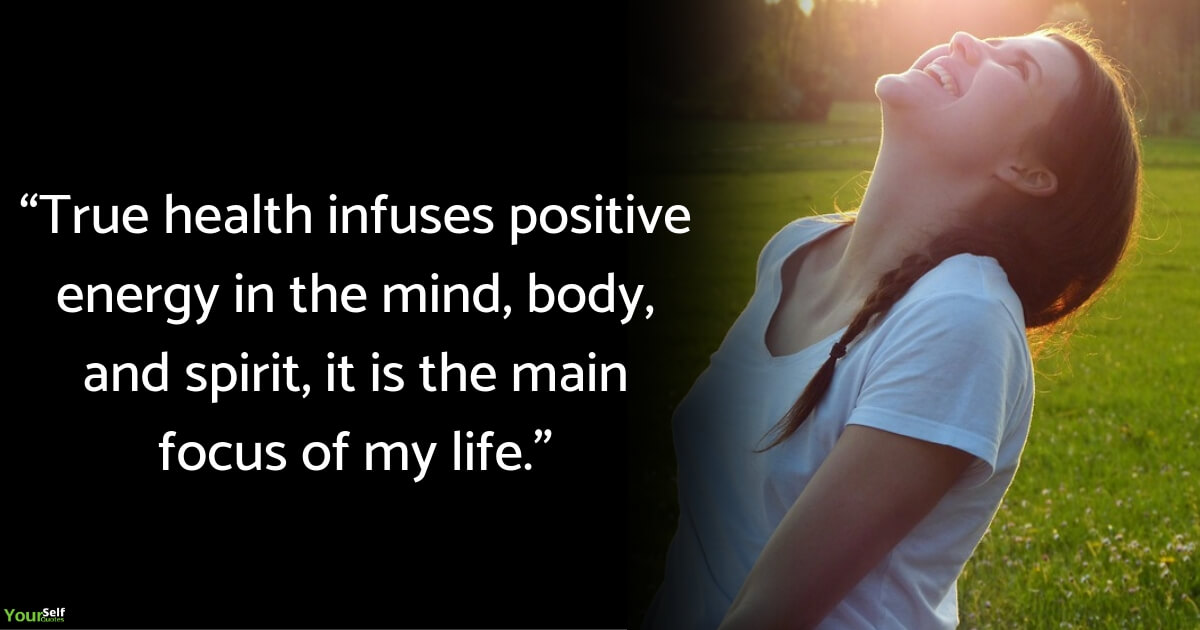 “True health infuses positive
energy in the mind, body,
and spirit, it is the main
focus of my life.”
YourSelf
Quotes